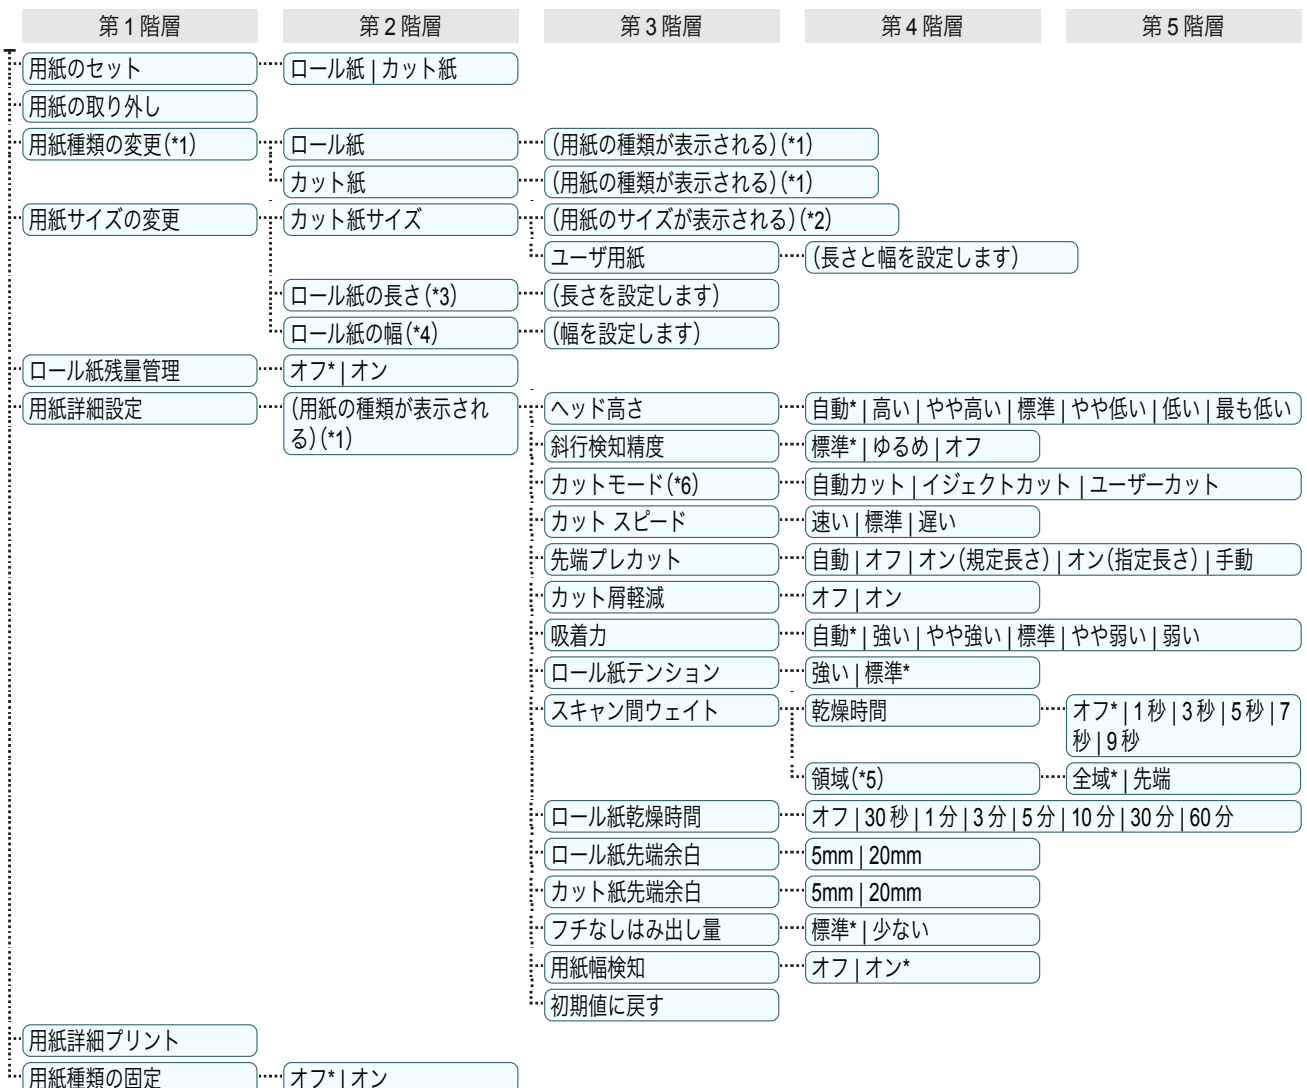 第1階層 第2階層 第3階層 第4階層 第5階層
用紙のセット ロール紙 | カット紙
用紙の取り外し
用紙種類の変更(*1) ロール紙 (用紙の種類が表示される)(*1)
カット紙 (用紙の種類が表示される)(*1)
用紙サイズの変更 カット紙サイズ (用紙のサイズが表示される)(*2)
ユーザ用紙 (長さと幅を設定します)
ロール紙の長さ(*3) (長さを設定します)
ロール紙の幅(*4) (幅を設定します)
ロール紙残量管理 オフ* | オン
用紙詳細設定 (用紙の種類が表示され ヘッド高さ 自動* | 高い | やや高い | 標準 | やや低い | 低い | 最も低い
る)(*1)
斜行検知精度 標準* | ゆるめ | オフ
カットモード(*6) 自動カット | イジェクトカット | ユーザーカット
カット スピード 速い | 標準 | 遅い
先端プレカット 自動 | オフ | オン(規定長さ) | オン(指定長さ) | 手動
カット屑軽減 オフ | オン
吸着力 自動* | 強い | やや強い | 標準 | やや弱い | 弱い
ロール紙テンション 強い | 標準*
スキャン間ウェイト 乾燥時間 オフ* | 1秒 | 3秒 | 5秒 | 7
秒 | 9秒
領域(*5) 全域* | 先端
ロール紙乾燥時間 オフ | 30秒 | 1分 | 3分 | 5分 | 10分 | 30分 | 60分
ロール紙先端余白 5mm | 20mm
カット紙先端余白 5mm | 20mm
フチなしはみ出し量 標準* | 少ない
用紙幅検知 オフ | オン*
初期値に戻す
用紙詳細プリント
用紙種類の固定 オフ* | オン